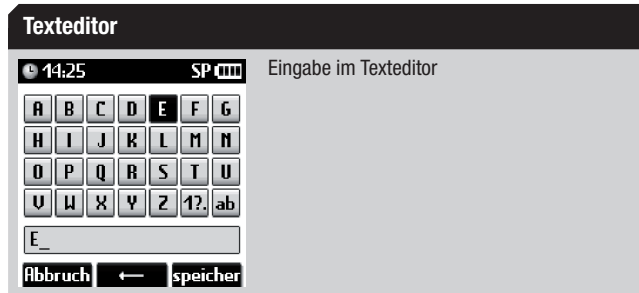 Texteditor
14:25 SP
Eingabe im Texteditor
A B C D E F G
H I J K L M N
O P Q R S T U
V W X Y Z 1?. ab
E_
Abbruch ← speicher